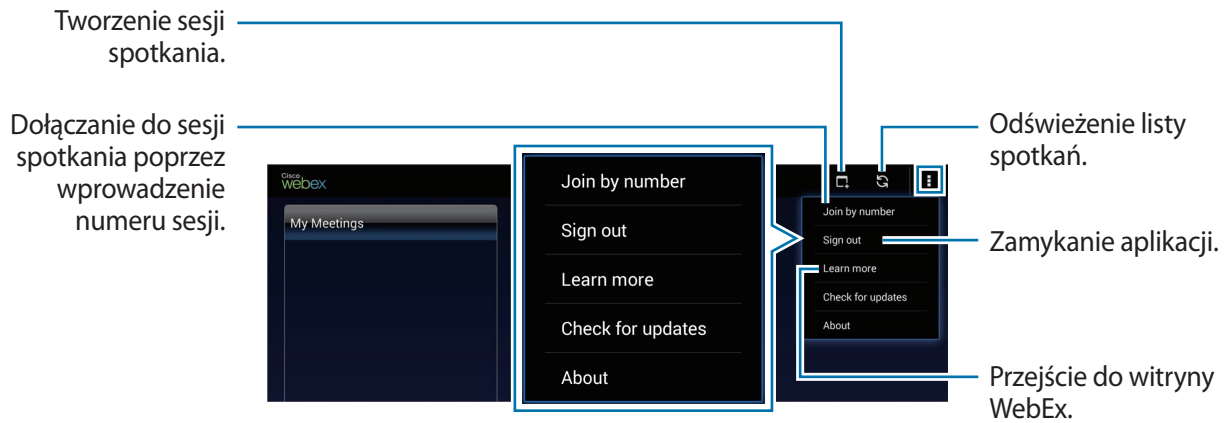 Tworzenie sesji
spotkania.
Dołączanie do sesji
spotkania poprzez
wprowadzenie
numeru sesji.
Cisco
webex
My Meetings
Join by number
Sign out
Learn more
Check for updates
About
Join by number
Sign out
Learn more
Check for updates
About
Odświeżenie listy
spotkań.
Zamykanie aplikacji.
Przejście do witryny
WebEx.